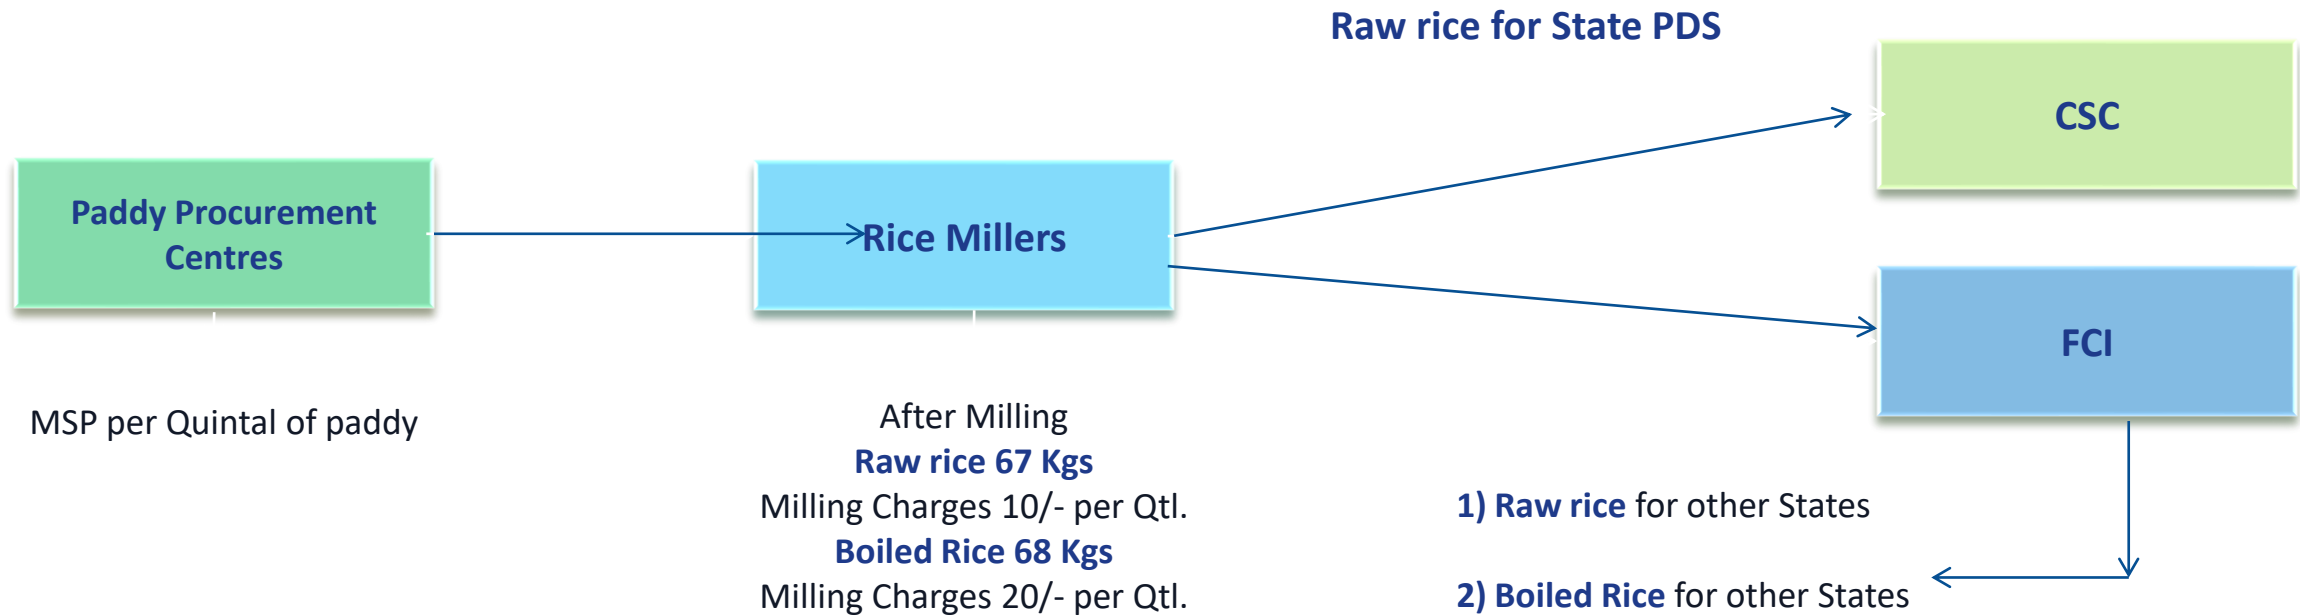 Raw rice for State PDS
CSC
Paddy Procurement
Centres
Rice Millers
FCI
MSP per Quintal of paddy
After Milling
Raw rice 67 Kgs
Milling Charges 10/- per Qtl.
Boiled Rice 68 Kgs
Milling Charges 20/- per Qtl.
1) Raw rice for other States
2) Boiled Rice for other States